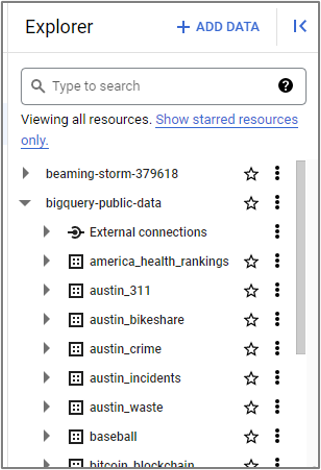 Explorer
+ ADD DATA
Type to search
Viewing all resources. Show starred resources
only.
beaming-storm-379618
bigquery-public-data
External connections
america_health_rankings
austin_311
austin_bikeshare
austin_crime
austin_incidents
austin_waste
baseball
bitcoin_blockchain